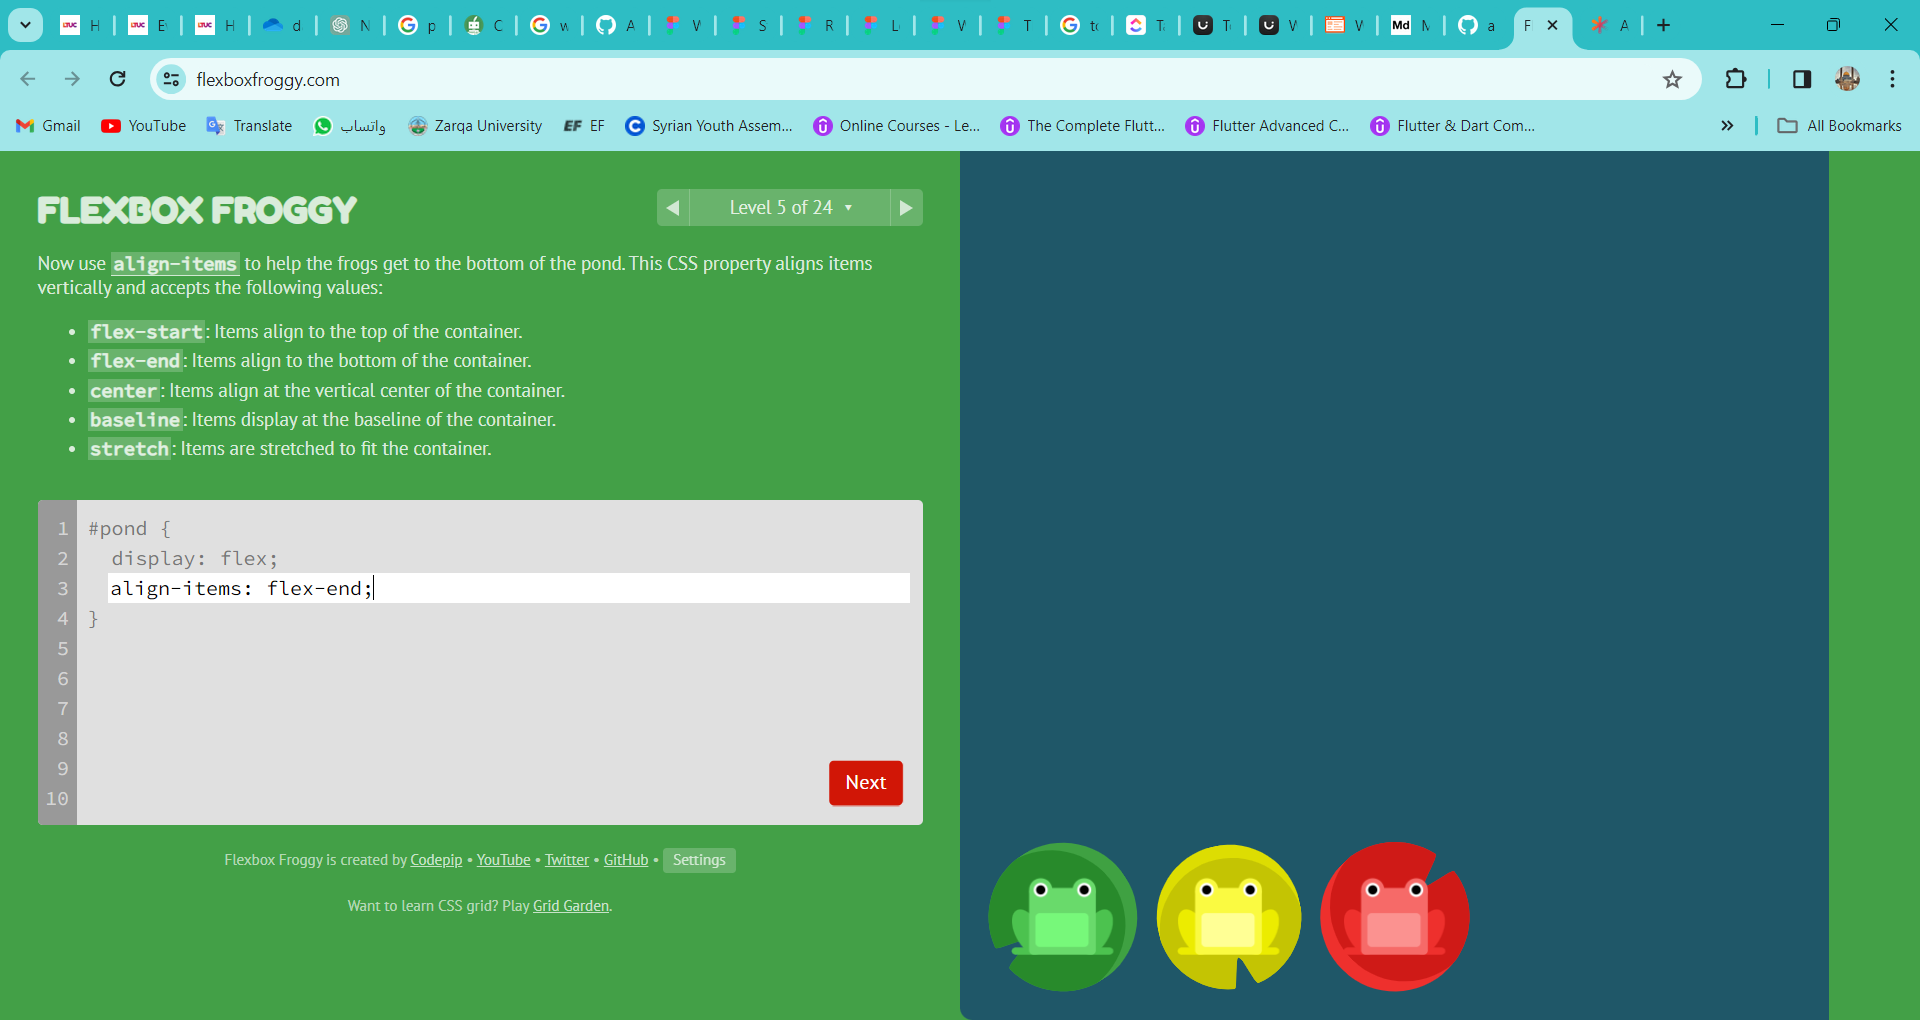 H
E
H
d
N
p
C
w
A
V
S
R
L
V
T
to
T
T
V
V
Md
M
a
F
A
flexboxfroggy.com
Gmail
YouTube
Translate
واتساب
Zarqa University
EF EF
Syrian Youth Assem...
Online Courses - Le...
The Complete Flutt...
Flutter Advanced C...
Flutter & Dart Com...
All Bookmarks
FLEXBOX FROGGY
Level 5 of 24
Now use align-items to help the frogs get to the bottom of the pond. This CSS property aligns items
vertically and accepts the following values:
• flex-start: Items align to the top of the container.
• flex-end: Items align to the bottom of the container.
• center: Items align at the vertical center of the container.
• baseline: Items display at the baseline of the container.
• stretch: Items are stretched to fit the container.
1 #pond {
2 display: flex;
3 align-items: flex-end;
4 }
5
6
7
8
9
10
Next
Flexbox Froggy is created by Codepip • YouTube • Twitter • GitHub • Settings
Want to learn CSS grid? Play Grid Garden.